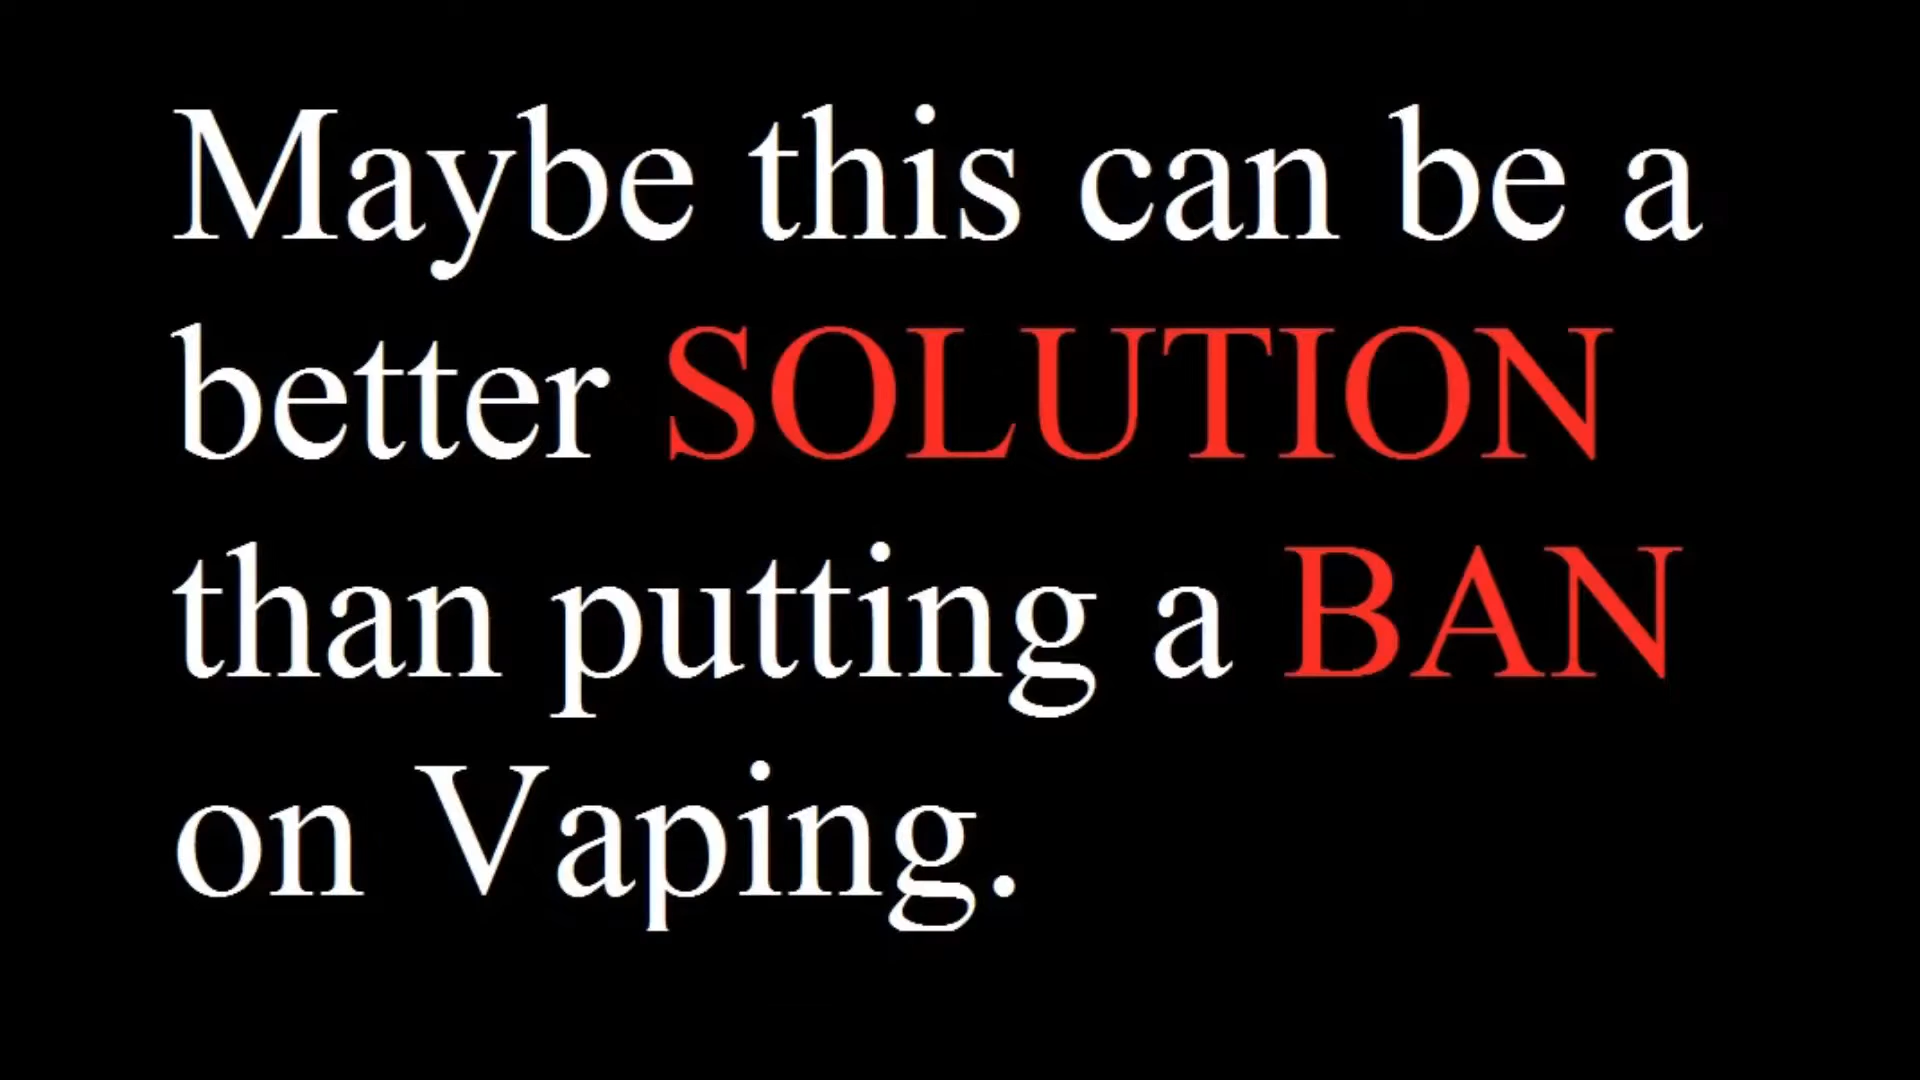 Maybe this can be a
better SOLUTION
than putting a BAN
on Vaping.